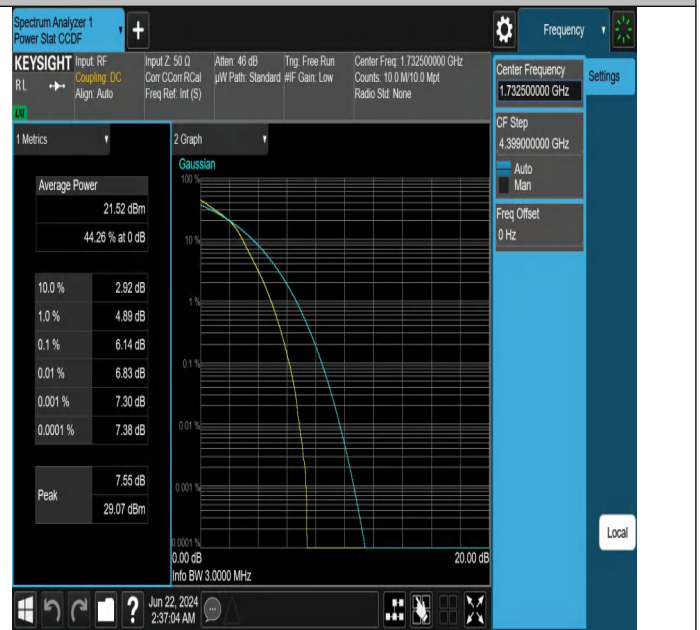 Spectrum Analyzer 1
Power Stat CCDF
Frequency
KEYSIGHT
RL
LXI
Input: RF
Coupling: DC
Align: Auto
Input Z: 50 Ω
Corr CCorr RCal
Freq Ref: Int (S)
Atten: 46 dB
µW Path: Standard
Trig: Free Run
#IF Gain: Low
Center Freq: 1.732500000 GHz
Counts: 10.0 M/10.0 Mpt
Radio Std: None
Center Frequency
1.732500000 GHz
Settings
CF Step
4.399000000 GHz
Auto
Man
Freq Offset
0 Hz
Local
1 Metrics
Average Power
21.52 dBm
44.26 % at 0 dB
10.0 % 2.92 dB
1.0 % 4.89 dB
0.1 % 6.14 dB
0.01 % 6.83 dB
0.001 % 7.30 dB
0.0001 % 7.38 dB
Peak
7.55 dB
29.07 dBm
2 Graph
Gaussian
100 %
10 %
1 %
0.1 %
0.01 %
0.001 %
0.0001 %
0.00 dB 20.00 dB
Info BW 3.0000 MHz
Jun 22, 2024
2:37:04 AM